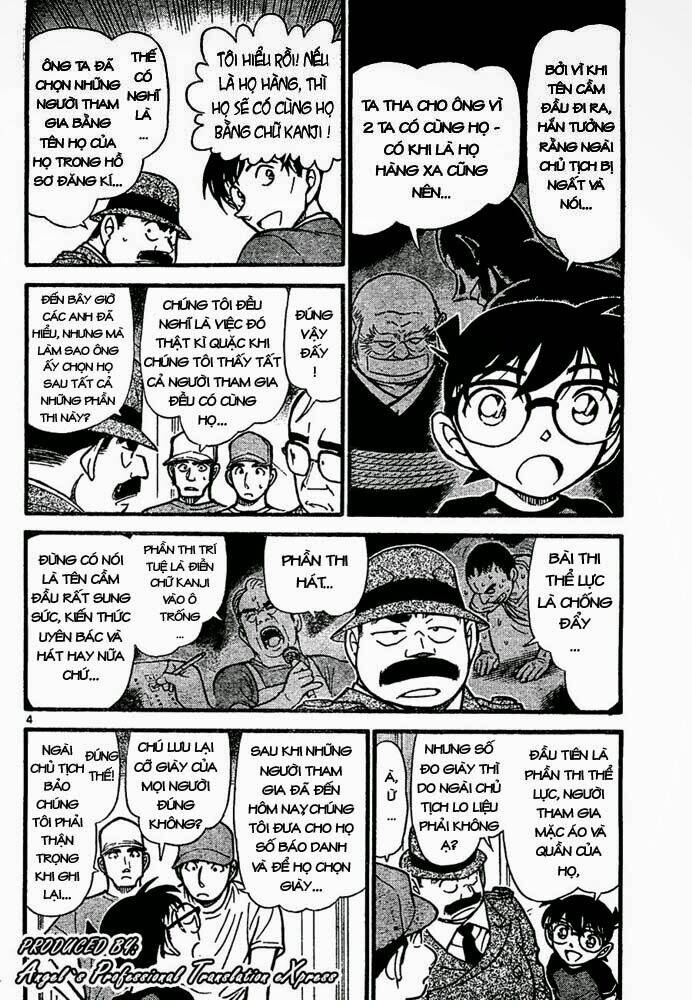 BỞI VÌ KHI
TÊN CẦM
ĐẦU ĐI RA,
HẮN TƯỞNG
RẰNG NGÀI
CHỦ TỊCH BỊ
NGẤT VÀ
NÓI...
TA THA CHO ÔNG VÌ
2 TA CÓ CÙNG HỌ -
CÓ KHI LÀ HỌ
HÀNG XA CŨNG
NÊN...
TÔI HIỂU RỒI! NẾU
LÀ HỌ HÀNG, THÌ
HỌ SẼ CÓ CÙNG HỌ
BẰNG CHỮ KANJI !
THẾ
CÓ
NGHĨ
LÀ
...
ÔNG TA ĐÃ
CHỌN NHỮNG
NGƯỜI THAM
GIA BẰNG
TÊN HỌ CỦA
HỌ TRONG HỒ
SƠ ĐĂNG KÍ...
ĐÚNG
VẬY
ĐẤY
!
CHÚNG TÔI ĐỀU
NGHĨ LÀ VIỆC ĐÓ
THẬT KÌ QUẶC KHI
CHÚNG TÔI THẤY TẤT
CẢ NGƯỜI THAM GIA
ĐỀU CÓ CÙNG
HỌ...
ĐẾN BÂY GIỜ
CÁC ANH ĐÃ
HIỂU, NHƯNG MÀ
LÀM SAO ÔNG
ẤY CHỌN HỌ
SAU TẤT CẢ
NHỮNG PHẦN
THI NÀY?
BÀI THI
THỂ LỰC
LÀ CHỐNG
ĐẨY
...
PHẦN THI
HÁT...
PHẦN THI TRÍ
TUỆ LÀ ĐIỀN
CHỮ KANJI
VÀO Ô
TRỐNG
...
ĐỪNG CÓ NÓI
LÀ TÊN CẦM
ĐẦU RẤT SUNG
SỨC, KIẾN THỨC
UYÊN BÁC VÀ
HÁT HAY NỮA
CHỨ...
4
ĐẦU TIÊN LÀ
PHẦN THI THỂ
LỰC, NGƯỜI
THAM GIA
MẶC ÁO VÀ
QUẦN CỦA
HỌ,
NHƯNG SỐ
ĐO GIÀY THÌ
DO NGÀI CHỦ
TỊCH LO LIỆU
PHẢI KHÔNG
Ạ?
À,
Ừ
...
SAU KHI NHỮNG
NGƯỜI THAM
GIA ĐÃ ĐẾN
HÔM NAY,CHÚNG
TÔI ĐƯA CHO HỌ
SỐ BÁO DANH
VÀ ĐỂ HỌ CHỌN
GIÀY...
CHÚ LƯU LẠI
CỠ GIÀY CỦA
MỌI NGƯỜI
ĐÚNG
KHÔNG?
ĐÚNG
THẾ!
NGÀI
CHỦ TỊCH
BẢO
CHÚNG TÔI
PHẢI
THẬN
TRỌNG
KHI GHI
LẠI...
PRODUCED BY:
Angel's Professional Translation eXpress